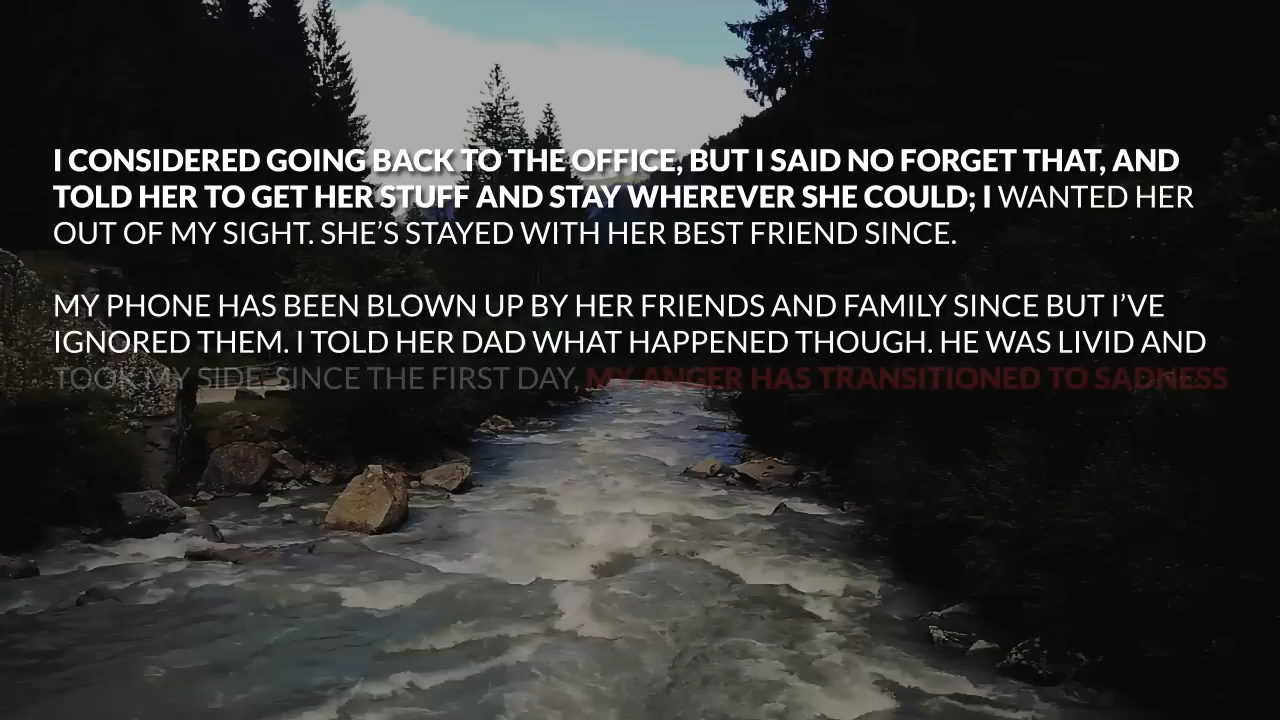 I CONSIDERED GOING BACK TO THE OFFICE, BUT I SAID NO FORGET THAT, AND
TOLD HER TO GET HER STUFF AND STAY WHEREVER SHE COULD; I WANTED HER
OUT OF MY SIGHT. SHE’S STAYED WITH HER BEST FRIEND SINCE.
MY PHONE HAS BEEN BLOWN UP BY HER FRIENDS AND FAMILY SINCE BUT I’VE
IGNORED THEM. I TOLD HER DAD WHAT HAPPENED THOUGH. HE WAS LIVID AND
TOOK MY SIDE. SINCE THE FIRST DAY, MY ANGER HAS TRANSITIONED TO SADNESS